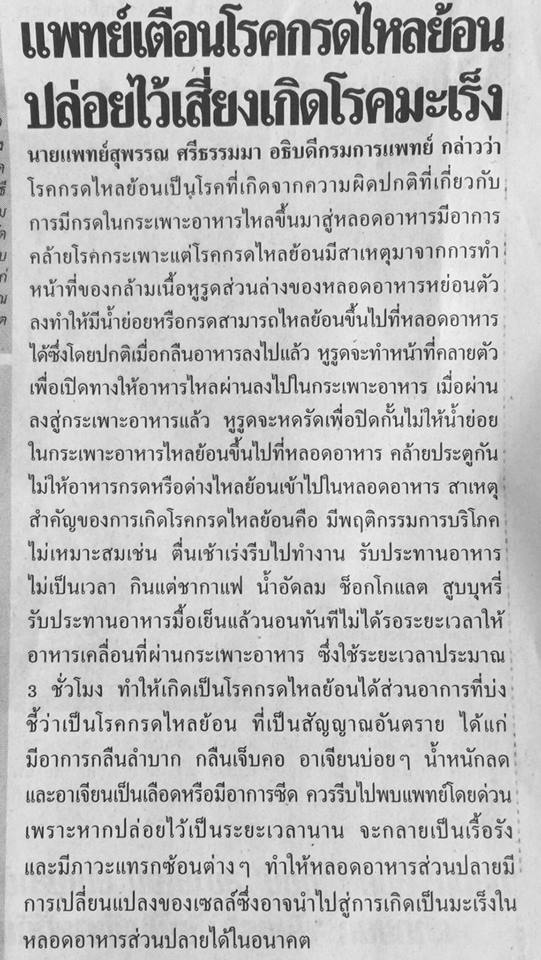 แพทย์เตือนโรคกรดไหลย้อน
ปล่อยไว้เสี่ยงเกิดโรคมะเร็ง
นายแพทย์สุพรรณ ศรีธรรมมา อธิบดีกรมการแพทย์ กล่าวว่า
โรคกรดไหลย้อนเป็นโรคที่เกิดจากความผิดปกติที่เกี่ยวกับ
การมีกรดในกระเพาะอาหารไหลขึ้นมาสู่หลอดอาหารมีอาการ
คล้ายโรคกระเพาะแต่โรคกรดไหลย้อนมีสาเหตุมาจากการทำ
หน้าที่ของกล้ามเนื้อหูรูดส่วนล่างของหลอดอาหารหย่อนตัว
ลงทำให้มีน้ำย่อยหรือกรดสามารถไหลย้อนขึ้นไปที่หลอดอาหาร
ได้ซึ่งโดยปกติเมื่อกลืนอาหารลงไปแล้ว หูรูดจะทำหน้าที่คลายตัว
เพื่อเปิดทางให้อาหารไหลผ่านลงไปในกระเพาะอาหาร เมื่อผ่าน
ลงสู่กระเพาะอาหารแล้ว หูรูดจะหดรัดเพื่อปิดกั้นไม่ให้น้ำย่อย
ในกระเพาะอาหารไหลย้อนขึ้นไปที่หลอดอาหาร คล้ายประตูกัน
ไม่ให้อาหารกรดหรือด่างไหลย้อนเข้าไปในหลอดอาหาร สาเหตุ
สำคัญของการเกิดโรคกรดไหลย้อนคือ มีพฤติกรรมการบริโภค
ไม่เหมาะสมเช่น ตื่นเช้าเร่งรีบไปทำงาน รับประทานอาหาร
ไม่เป็นเวลา กินแต่ชากาแฟ น้ำอัดลม ช็อกโกแลต สูบบุหรี่
รับประทานอาหารมื้อเย็นแล้วนอนทันทีไม่ได้รอระยะเวลาให้
อาหารเคลื่อนที่ผ่านกระเพาะอาหาร ซึ่งใช้ระยะเวลาประมาณ
3 ชั่วโมง ทำให้เกิดเป็นโรคกรดไหลย้อนได้ส่วนอาการที่บ่ง
ชี้ว่าเป็นโรคกรดไหลย้อน ที่เป็นสัญญาณอันตราย ได้แก่
มีอาการกลืนลำบาก กลืนเจ็บคอ อาเจียนบ่อยๆ น้ำหนักลด
และอาเจียนเป็นเลือดหรือมีอาการซีด ควรรีบไปพบแพทย์โดยด่วน
เพราะหากปล่อยไว้เป็นระยะเวลานาน จะกลายเป็นเรื้อรัง
และมีภาวะแทรกซ้อนต่างๆ ทำให้หลอดอาหารส่วนปลายมี
การเปลี่ยนแปลงของเซลล์ซึ่งอาจนำไปสู่การเกิดเป็นมะเร็งใน
หลอดอาหารส่วนปลายได้ในอนาคต